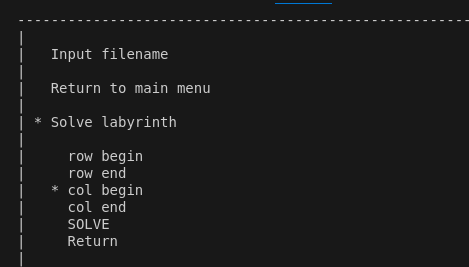 Input filename
Return to main menu
* Solve labyrinth
row begin
row end
* col begin
col end
SOLVE
Return